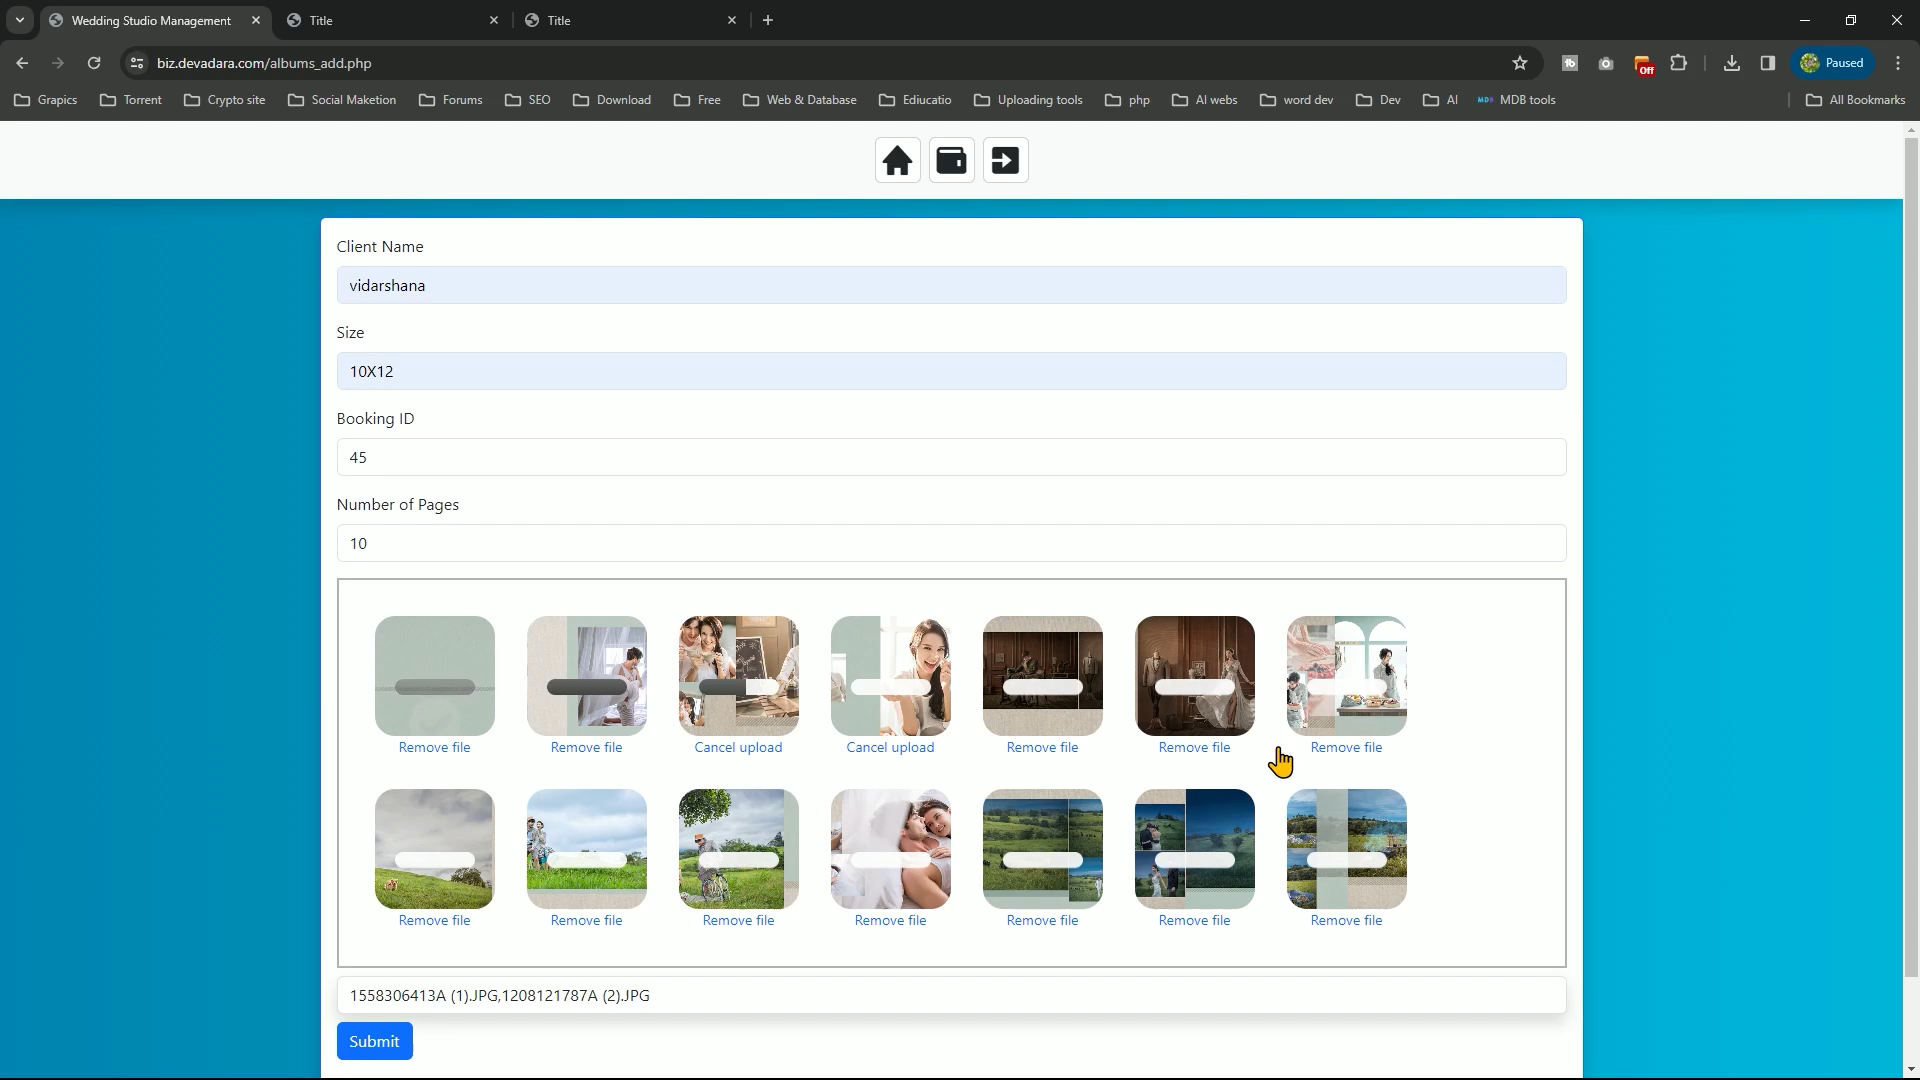 Wedding Studio Management
Title
Title
biz.devadara.com/albums_add.php
Off
Paused
Grapics
Torrent
Crypto site
Social Maketion
Forums
SEO
Download
Free
Web & Database
Ediucatio
Uploading tools
php
AI webs
word dev
Dev
AI
MDB tools
All Bookmarks
Client Name
vidarshana
Size
10X12
Booking ID
45
Number of Pages
10
Remove file
Remove file
Cancel upload
Cancel upload
Remove file
Remove file
Remove file
Remove file
Remove file
Remove file
Remove file
Remove file
Remove file
Remove file
1558306413A (1).JPG,1208121787A (2).JPG
Submit